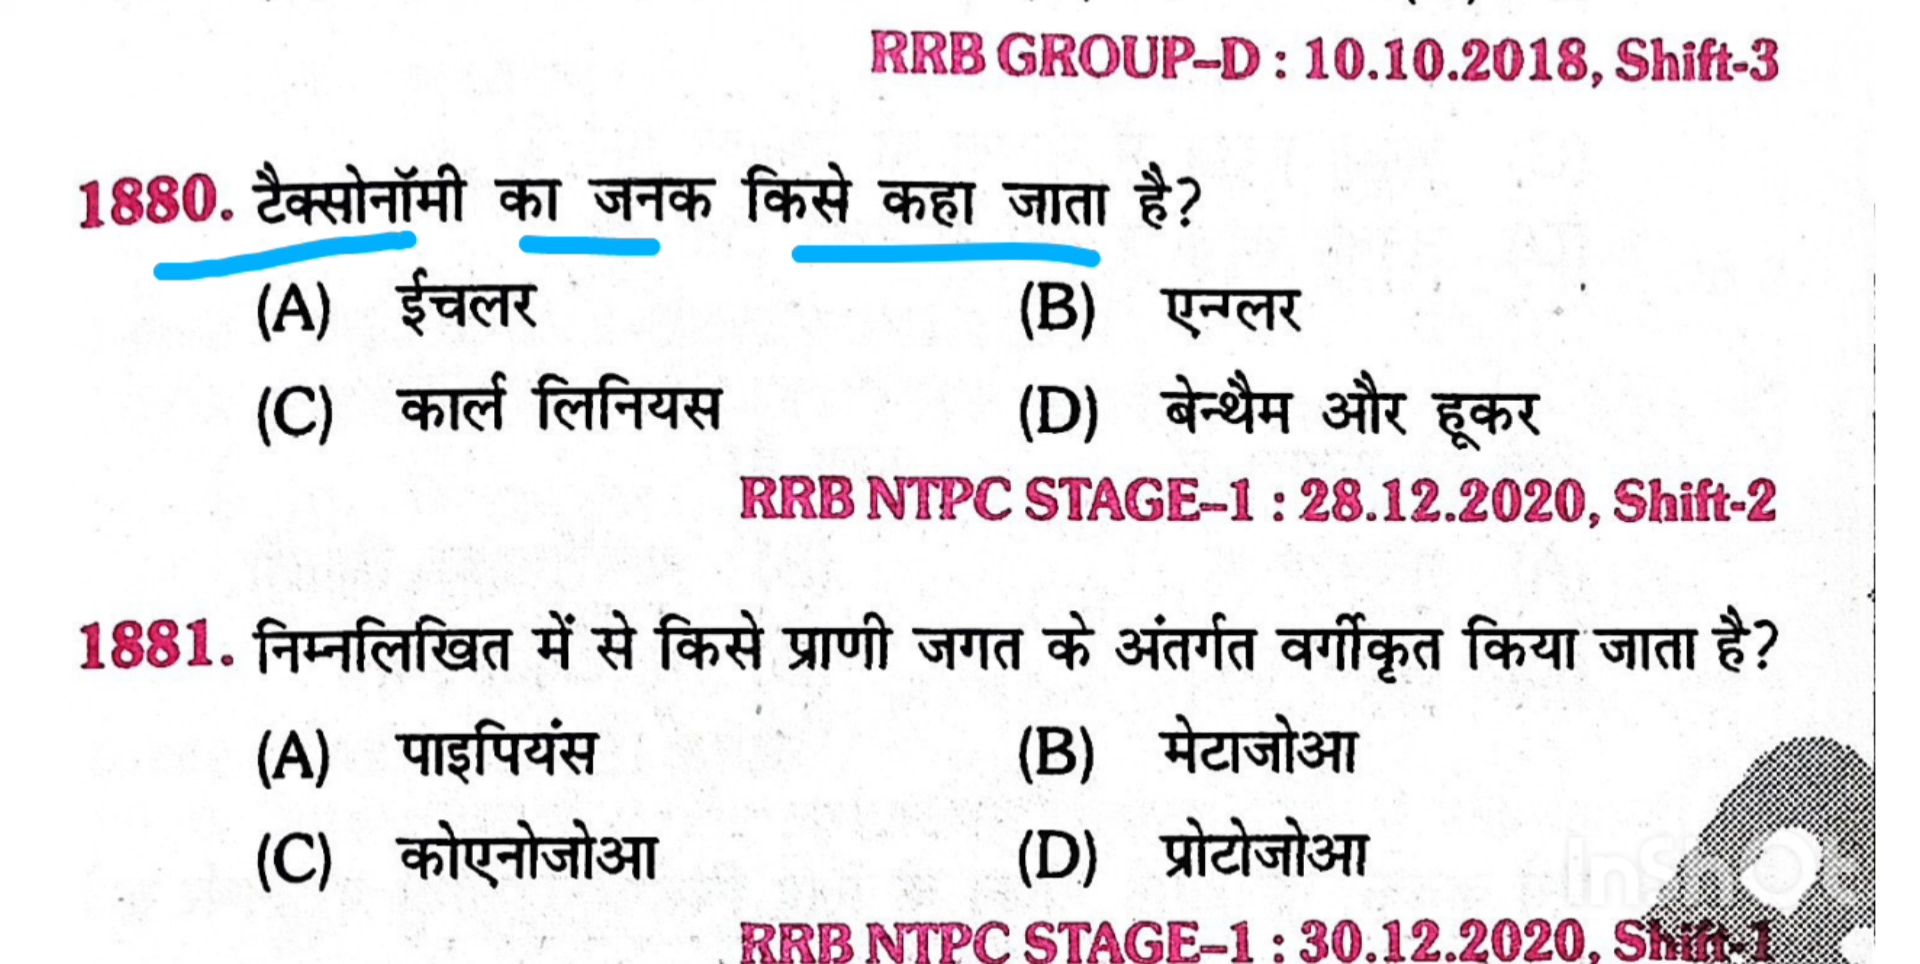 RRB GROUP–D : 10.10.2018, Shift-3
1880. टैक्सोनॉमी का जनक किसे कहा जाता है?
(A) ईचलर (B) एन्गलर
(C) कार्ल लिनियस (D) बेन्थैम और हूकर
RRB NTPC STAGE–1 : 28.12.2020, Shift-2
1881. निम्नलिखित में से किसे प्राणी जगत के अंतर्गत वर्गीकृत किया जाता है?
(A) पाइपियंस (B) मेटाजोआ
(C) कोएनोजोआ (D) प्रोटोजोआ
InShot
RRB NTPC STAGE–1 : 30.12.2020, Shift-1